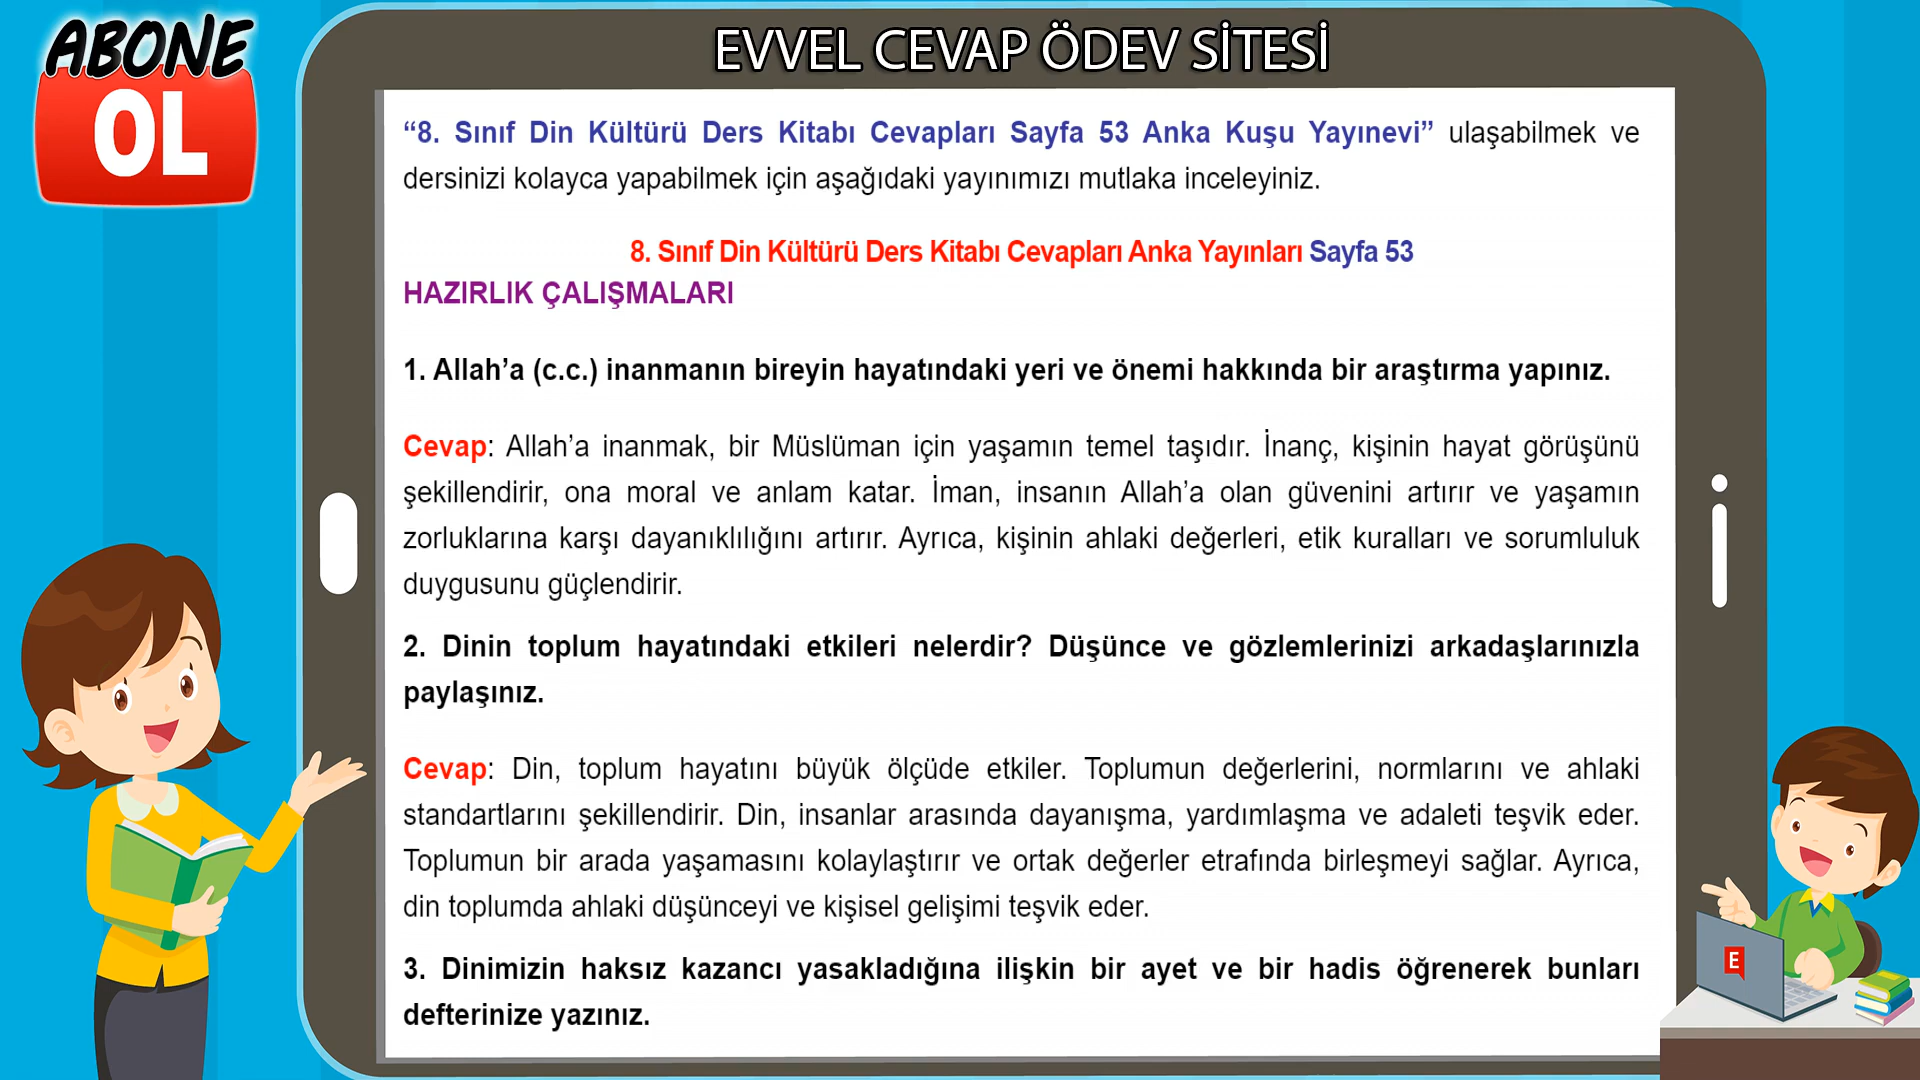 ABONE
OL
EVVEL CEVAP ÖDEV SİTESİ
“8. Sınıf Din Kültürü Ders Kitabı Cevapları Sayfa 53 Anka Kuşu Yayınevi” ulaşabilmek ve
dersinizi kolayca yapabilmek için aşağıdaki yayınımızı mutlaka inceleyiniz.
8. Sınıf Din Kültürü Ders Kitabı Cevapları Anka Yayınları Sayfa 53
HAZIRLIK ÇALIŞMALARI
1. Allah’a (c.c.) inanmanın bireyin hayatındaki yeri ve önemi hakkında bir araştırma yapınız.
Cevap: Allah’a inanmak, bir Müslüman için yaşamın temel taşıdır. İnanç, kişinin hayat görüşünü
şekillendirir, ona moral ve anlam katar. İman, insanın Allah’a olan güvenini artırır ve yaşamın
zorluklarına karşı dayanıklılığını artırır. Ayrıca, kişinin ahlaki değerleri, etik kuralları ve sorumluluk
duygusunu güçlendirir.
2. Dinin toplum hayatındaki etkileri nelerdir? Düşünce ve gözlemlerinizi arkadaşlarınızla
paylaşınız.
Cevap: Din, toplum hayatını büyük ölçüde etkiler. Toplumun değerlerini, normlarını ve ahlaki
standartlarını şekillendirir. Din, insanlar arasında dayanışma, yardımlaşma ve adaleti teşvik eder.
Toplumun bir arada yaşamasını kolaylaştırır ve ortak değerler etrafında birleşmeyi sağlar. Ayrıca,
din toplumda ahlaki düşünceyi ve kişisel gelişimi teşvik eder.
3. Dinimizin haksız kazancı yasakladığına ilişkin bir ayet ve bir hadis öğrenerek bunları
defterinize yazınız.
E